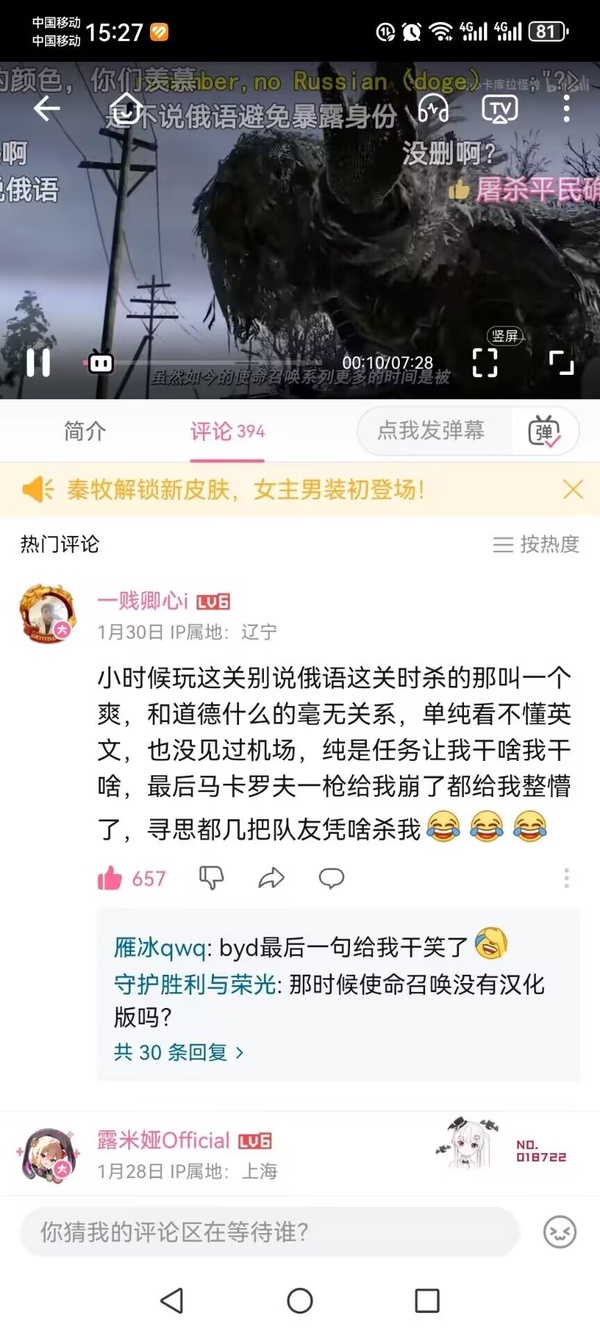 中国移动
中国移动 15:27 4G 4G 81
的颜色，你们羡慕
ber,no Russian（doge）
是不说俄语避免暴露身份
TV
啊
没删啊？
俄语
屠杀平民确
竖屏
00:10/07:28
虽然如今的使命召唤系列更多的时间是被
简介 评论 394 点我发弹幕 弹
秦牧解锁新皮肤，女主男装初登场！
热门评论 按热度
一贱卿心i LV6
大
1月30日 IP属地：辽宁
小时候玩这关别说俄语这关时杀的那叫一个
爽，和道德什么的毫无关系，单纯看不懂英
文，也没见过机场，纯是任务让我干啥我干
啥，最后马卡罗夫一枪给我崩了都给我整懵
了，寻思都几把队友凭啥杀我😂😂😂
657
雁冰qwq: byd最后一句给我干笑了
守护胜利与荣光: 那时候使命召唤没有汉化
版吗？
共 30 条回复 >
露米娅Official LV6
大
1月28日 IP属地：上海
NO.
018722
你猜我的评论区在等待谁？